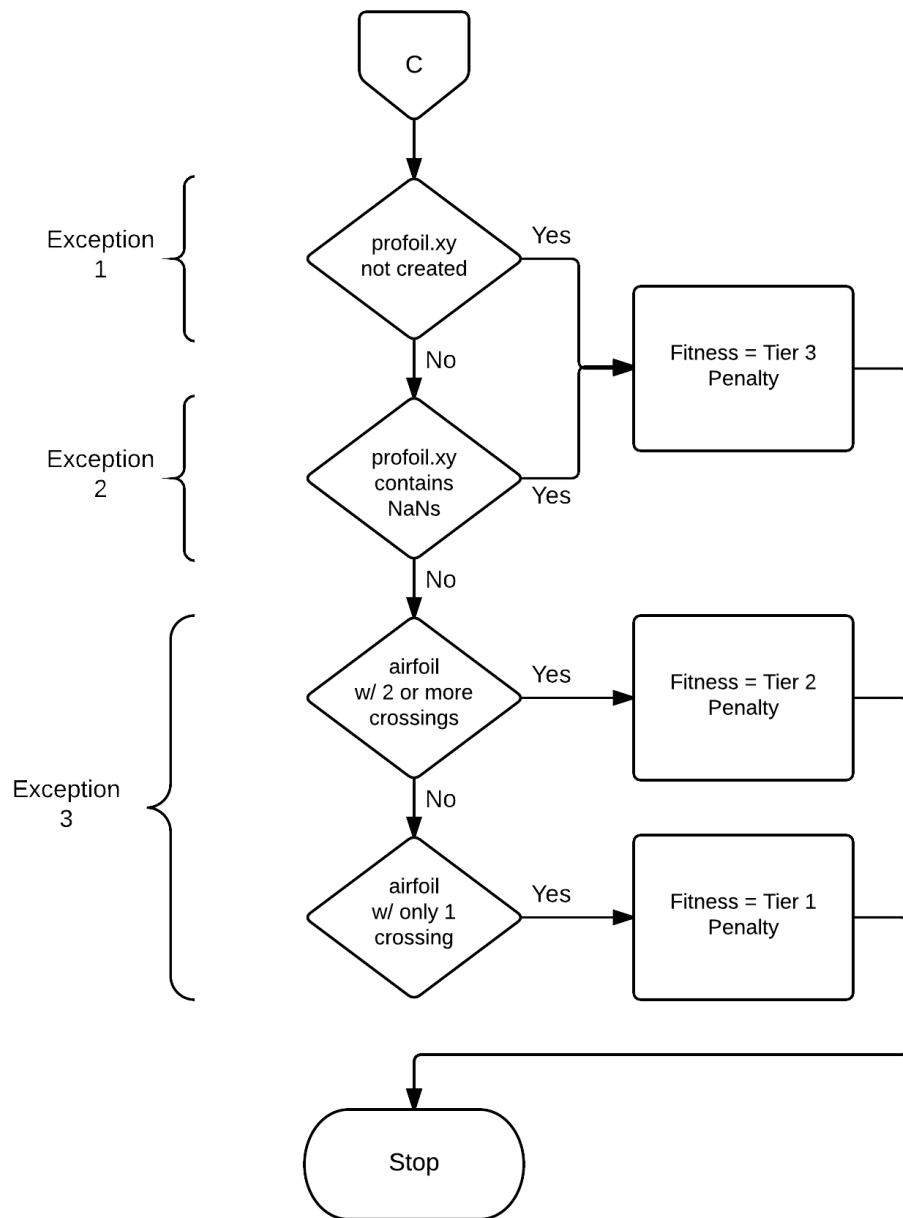 C
Exception
1
profoil.xy
not created
Yes
No
Fitness = Tier 3
Penalty
Exception
2
profoil.xy
contains
NaNs
Yes
No
Exception
3
airfoil
w/ 2 or more
crossings
Yes
No
Fitness = Tier 2
Penalty
airfoil
w/ only 1
crossing
Yes
Fitness = Tier 1
Penalty
Stop